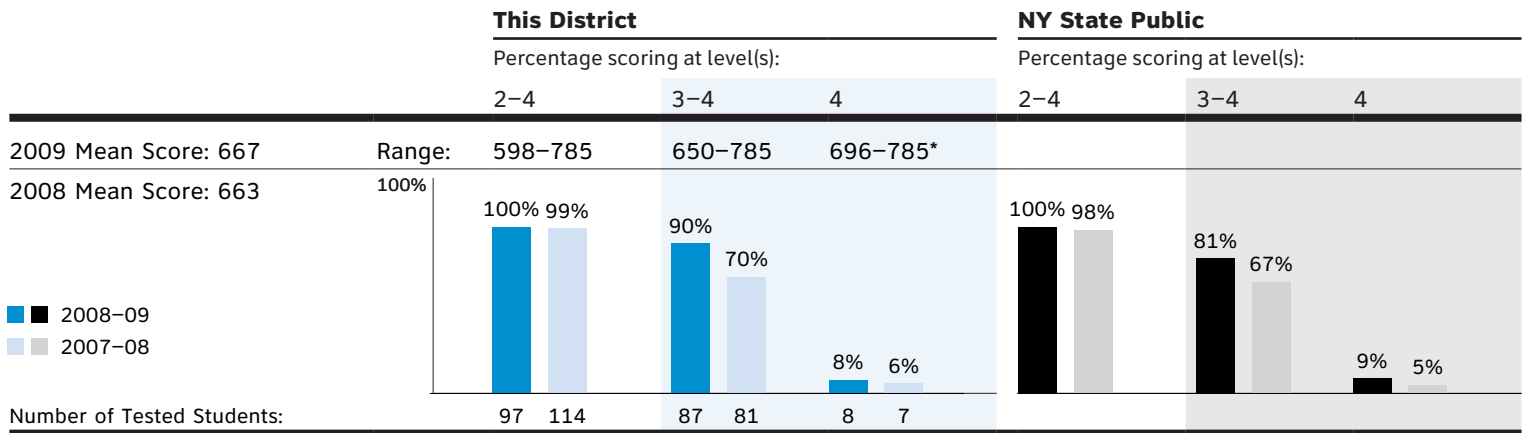 This District NY State Public
Percentage scoring at level(s): Percentage scoring at level(s):
2–4 3–4 4 2–4 3–4 4
2009 Mean Score: 667 Range: 598–785 650–785 696–785*
2008 Mean Score: 663 100%
100% 99% 90% 70% 8% 6% 100% 98% 81% 67% 9% 5%
2008–09
2007–08
Number of Tested Students: 97 114 87 81 8 7